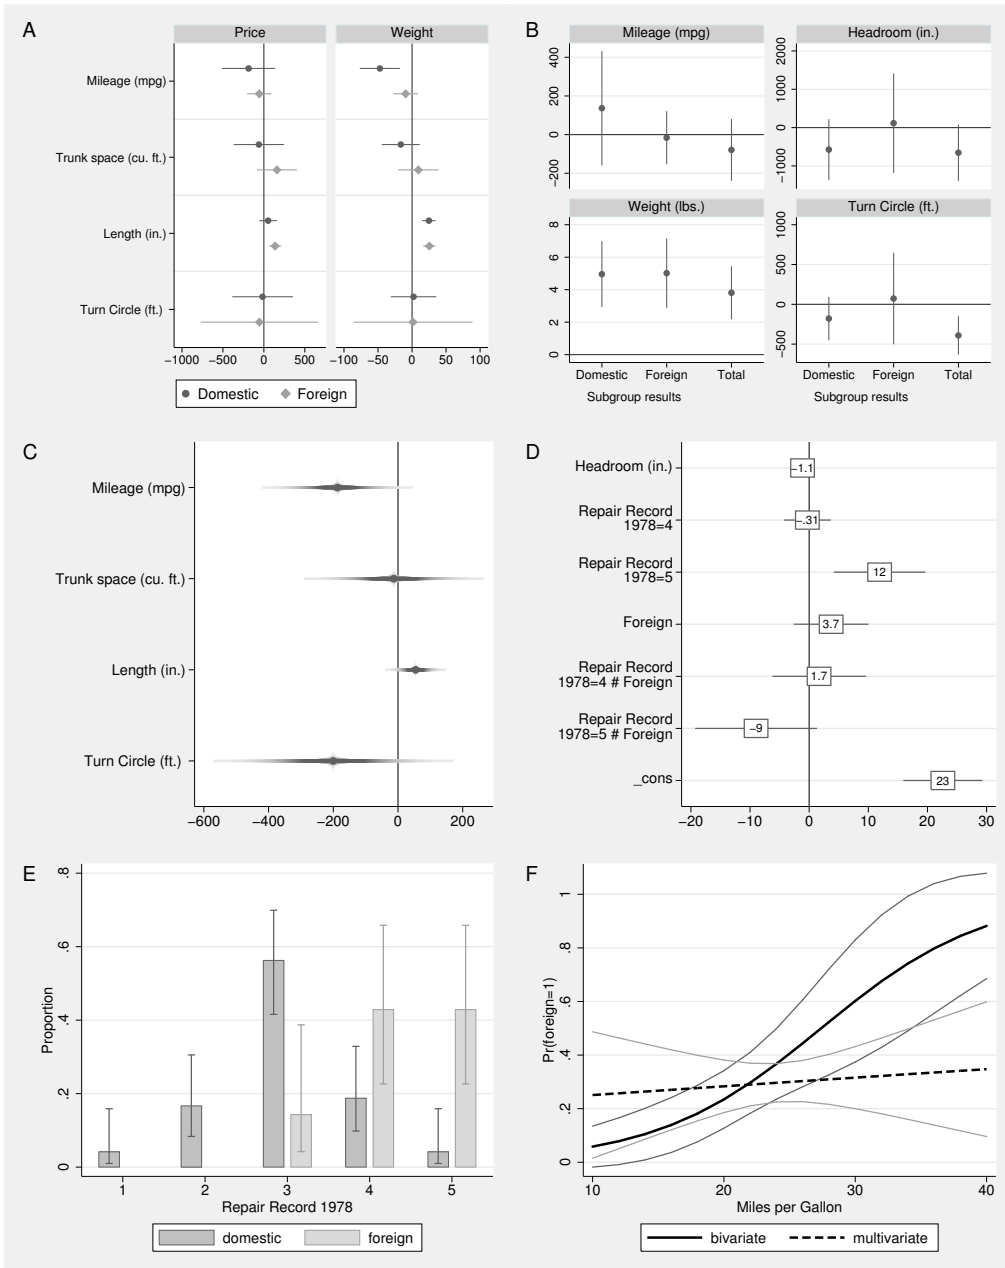 A
Price
Weight
Mileage (mpg)
Trunk space (cu. ft.)
Length (in.)
Turn Circle (ft.)
−1000 −500 0 500
−100 −50 0 50 100
Domestic Foreign
B
Mileage (mpg)
400
200
0
−200
Headroom (in.)
2000
1000
0
−1000
Weight (lbs.)
8
6
4
2
0
Domestic Foreign Total
Subgroup results
Turn Circle (ft.)
1000
500
0
−500
Domestic Foreign Total
Subgroup results
C
Mileage (mpg)
Trunk space (cu. ft.)
Length (in.)
Turn Circle (ft.)
−600 −400 −200 0 200
D
Headroom (in.)
−1.1
Repair Record
1978=4
−.31
Repair Record
1978=5
12
Foreign
3.7
Repair Record
1978=4 # Foreign
1.7
Repair Record
1978=5 # Foreign
−9
_cons
23
−20 −10 0 10 20 30
E
Proportion
.8
.6
.4
.2
0
1 2 3 4 5
Repair Record 1978
domestic foreign
F
Pr(foreign=1)
1
.8
.6
.4
.2
0
10 20 30 40
Miles per Gallon
bivariate multivariate